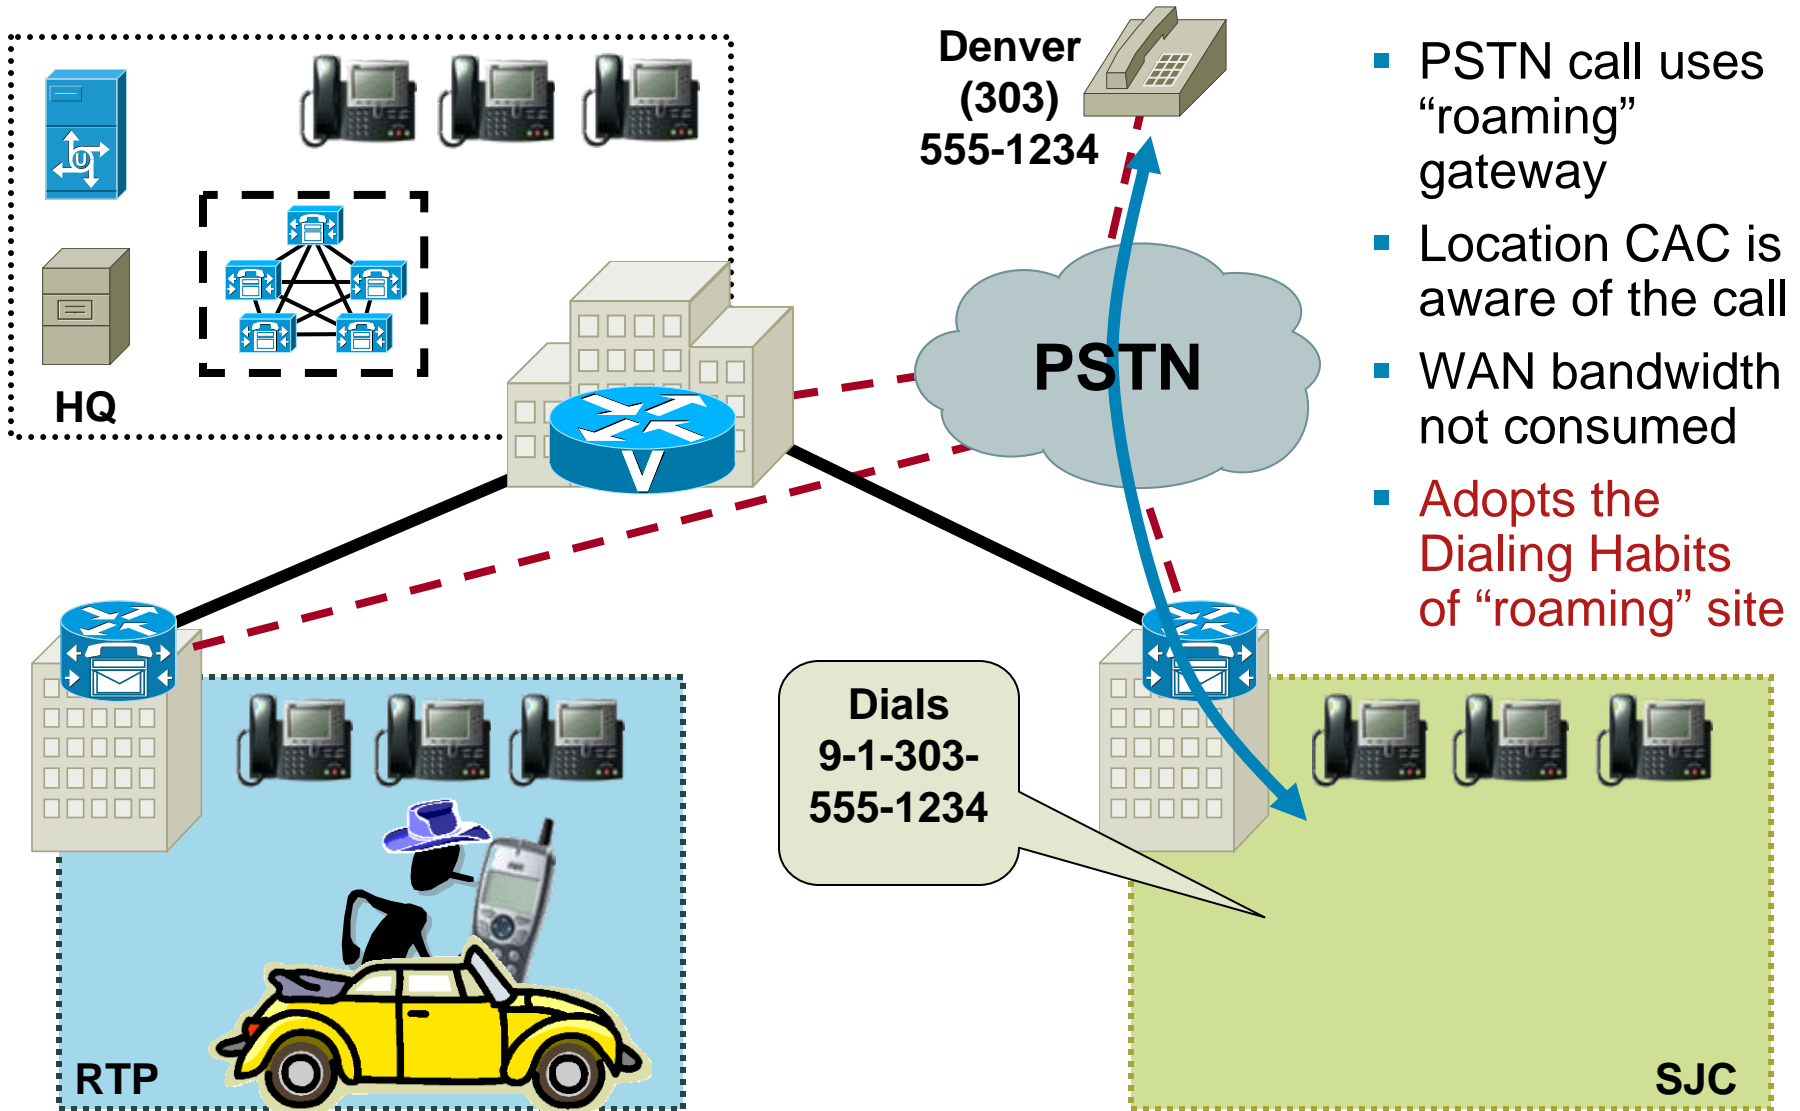 Denver
(303)
555-1234
HQ
PSTN
V
U
▪ PSTN call uses
“roaming”
gateway
▪ Location CAC is
aware of the call
▪ WAN bandwidth
not consumed
▪ Adopts the
Dialing Habits
of “roaming” site
Dials
9-1-303-
555-1234
RTP
SJC